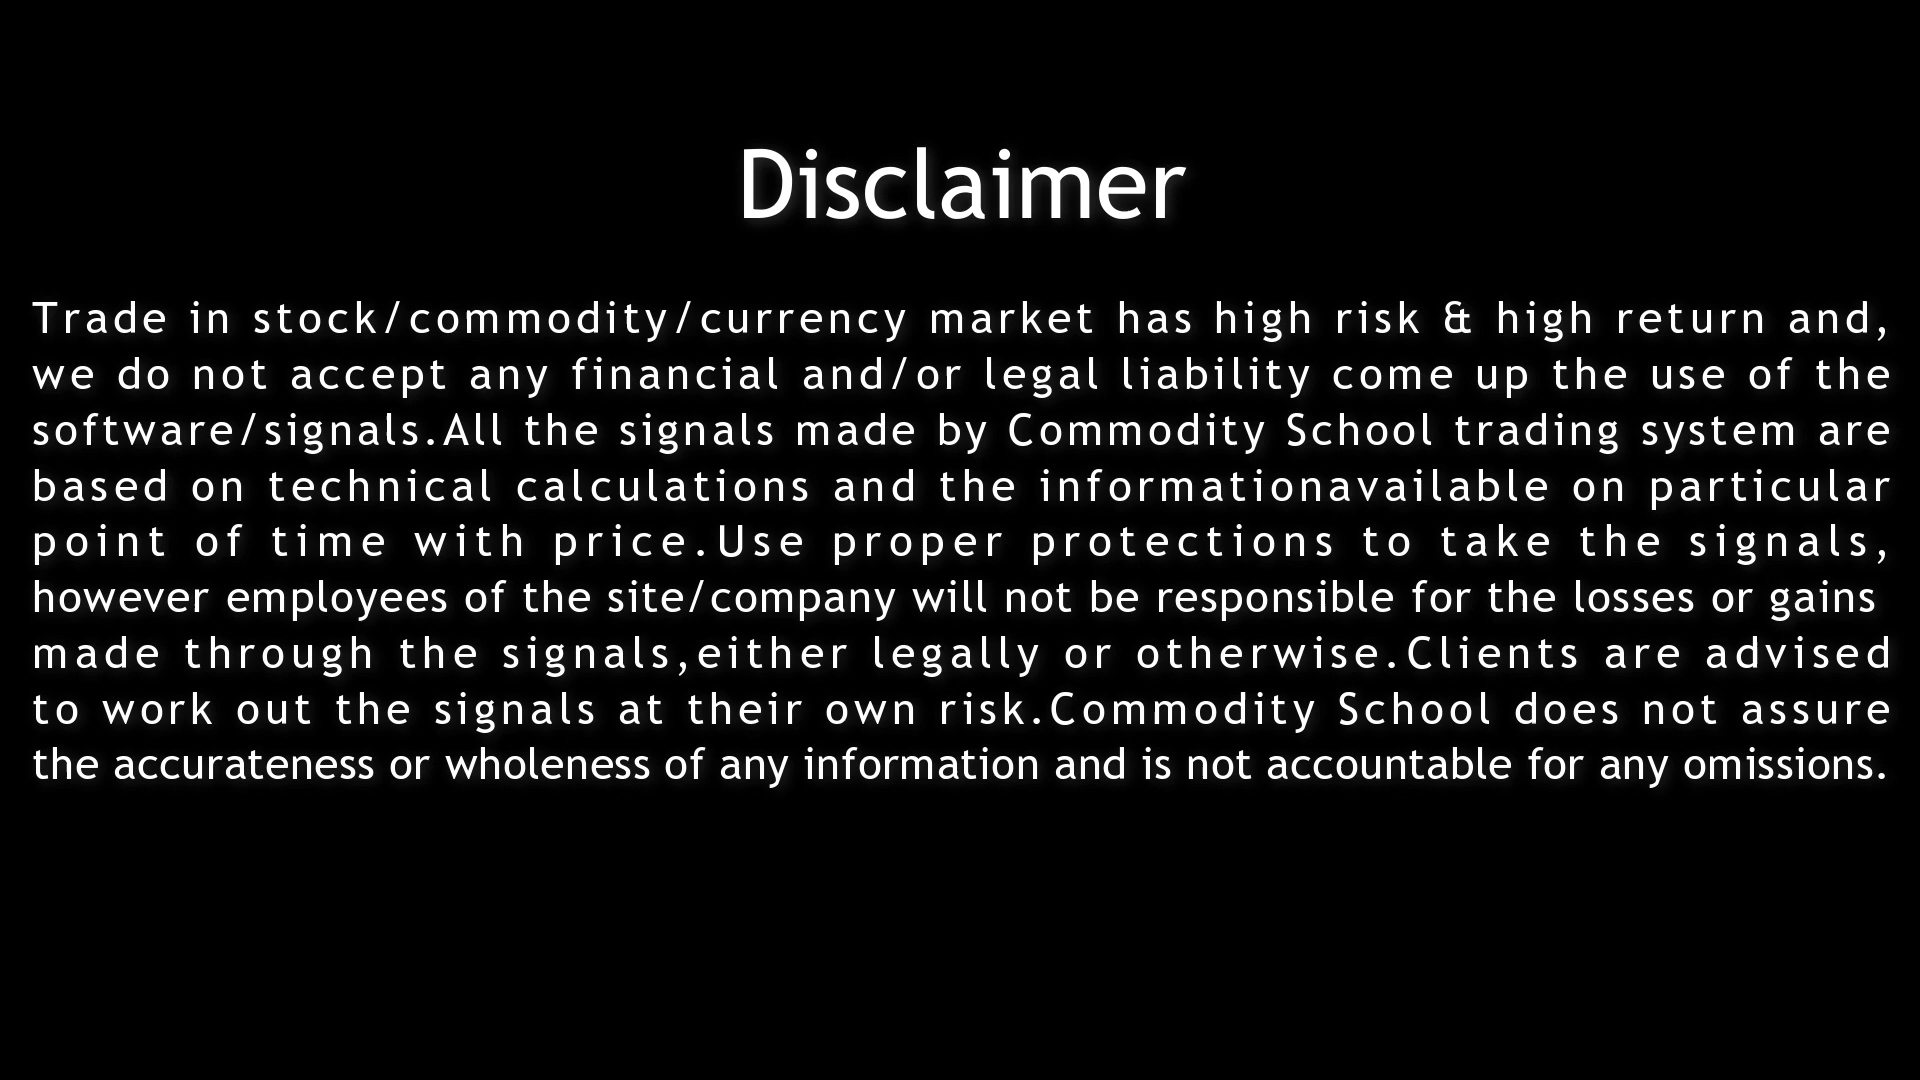 Disclaimer
Trade in stock/commodity/currency market has high risk & high return and,
we do not accept any financial and/or legal liability come up the use of the
software/signals.All the signals made by Commodity School trading system are
based on technical calculations and the informationavailable on particular
point of time with price.Use proper protections to take the signals,
however employees of the site/company will not be responsible for the losses or gains
made through the signals,either legally or otherwise.Clients are advised
to work out the signals at their own risk.Commodity School does not assure
the accurateness or wholeness of any information and is not accountable for any omissions.